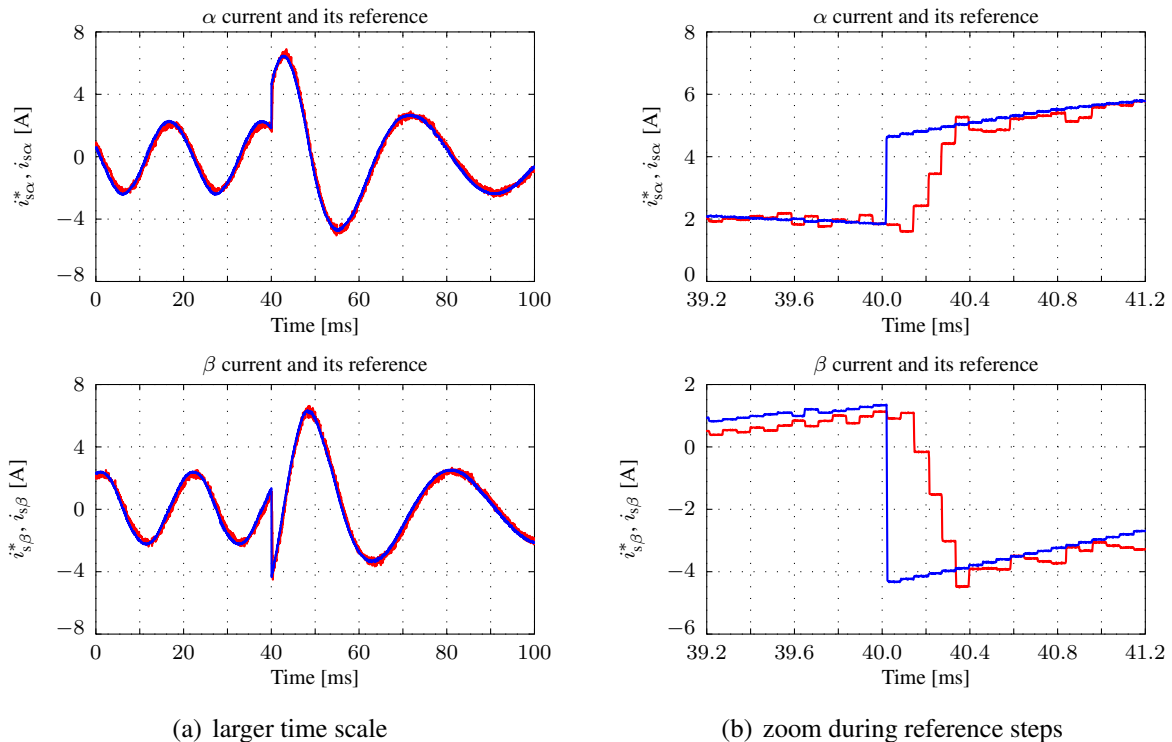 α current and its reference
8
4
0
−4
−8
i*sα, isα [A]
0 20 40 60 80 100
Time [ms]
α current and its reference
8
6
4
2
0
i*sα, isα [A]
39.2 39.6 40.0 40.4 40.8 41.2
Time [ms]
β current and its reference
8
4
0
−4
−8
i*sβ, isβ [A]
0 20 40 60 80 100
Time [ms]
β current and its reference
2
0
−2
−4
−6
i*sβ, isβ [A]
39.2 39.6 40.0 40.4 40.8 41.2
Time [ms]
(a) larger time scale
(b) zoom during reference steps